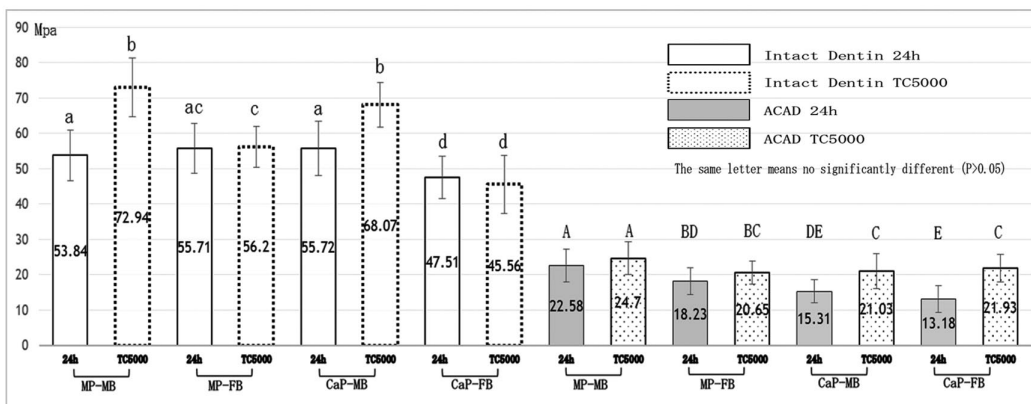 90
Mpa
80
70
60
50
40
30
20
10
0
a
b
ac
c
a
b
d
d
A
A
BD
BC
DE
C
E
C
53.84
72.94
55.71
56.2
55.72
68.07
47.51
45.56
22.58
24.7
18.23
20.65
15.31
21.03
13.18
21.93
Intact Dentin 24h
Intact Dentin TC5000
ACAD 24h
ACAD TC5000
The same letter means no significantly different (P>0.05)
24h TC5000 24h TC5000 24h TC5000 24h TC5000 24h TC5000 24h TC5000 24h TC5000 24h TC5000
MP-MB MP-FB CaP-MB CaP-FB MP-MB MP-FB CaP-MB CaP-FB